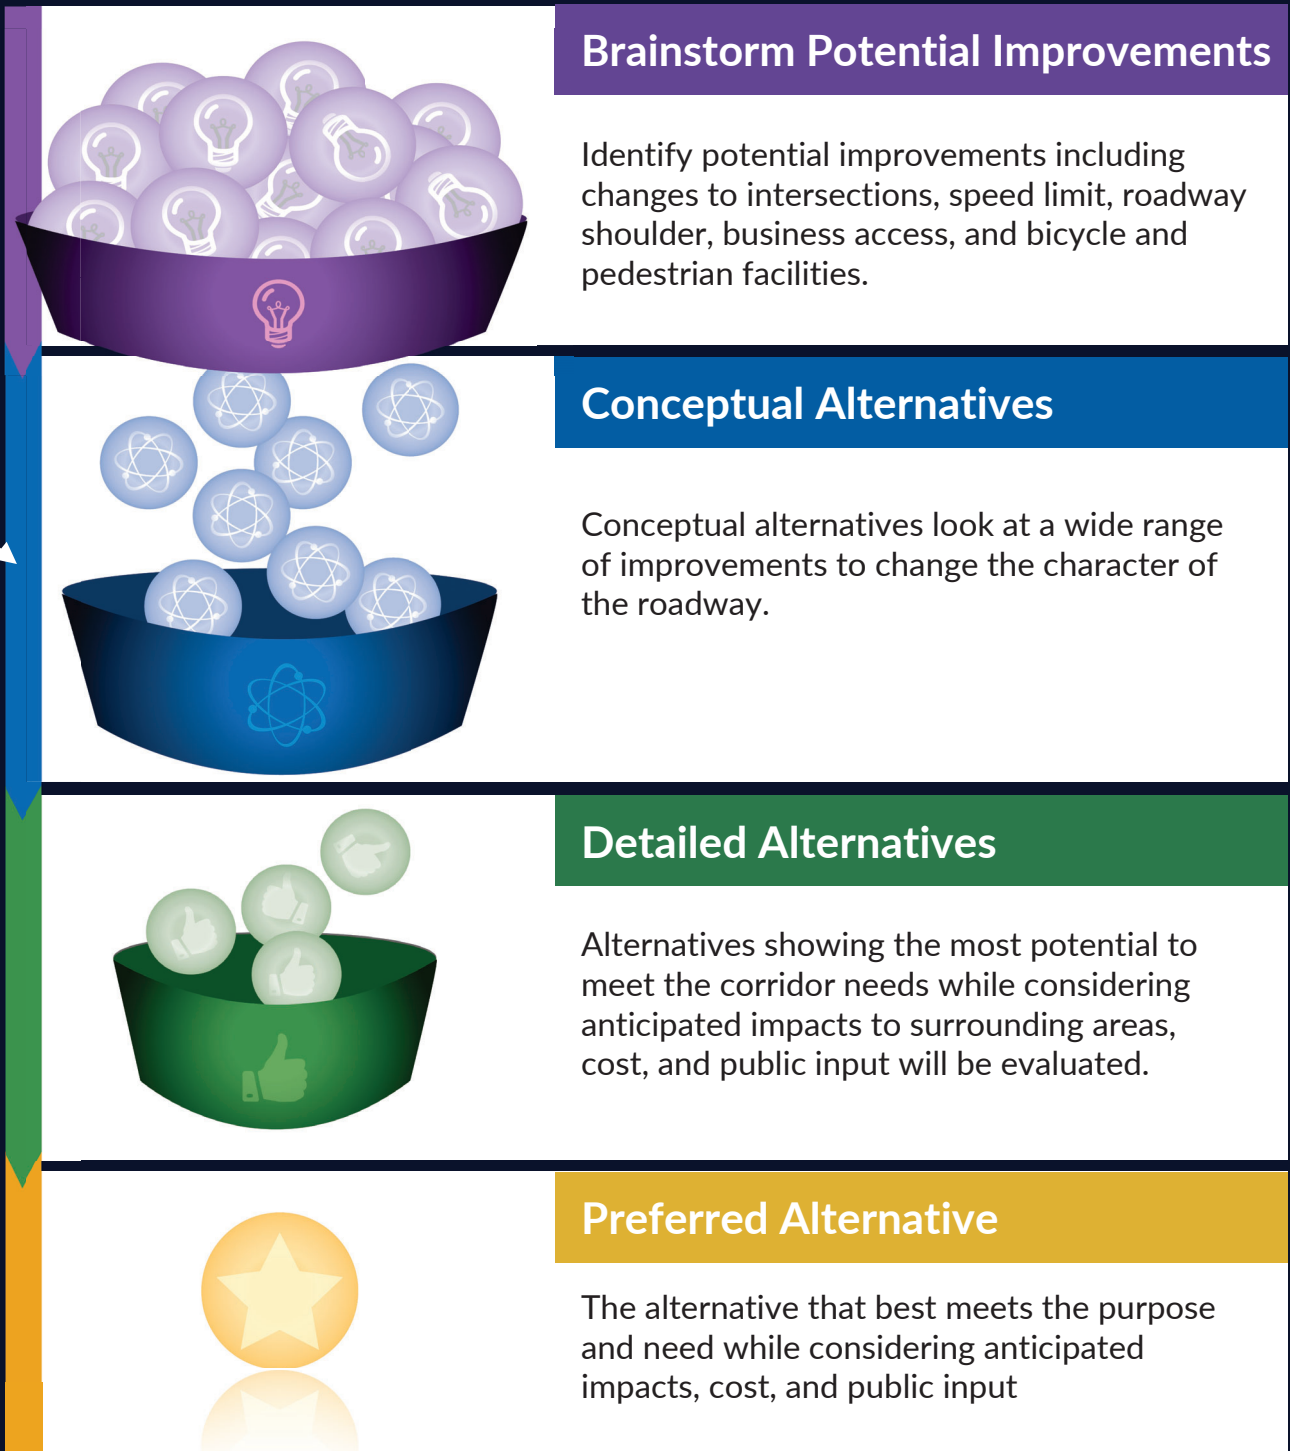 Brainstorm Potential Improvements
Identify potential improvements including
changes to intersections, speed limit, roadway
shoulder, business access, and bicycle and
pedestrian facilities.
Conceptual Alternatives
Conceptual alternatives look at a wide range
of improvements to change the character of
the roadway.
Detailed Alternatives
Alternatives showing the most potential to
meet the corridor needs while considering
anticipated impacts to surrounding areas,
cost, and public input will be evaluated.
Preferred Alternative
The alternative that best meets the purpose
and need while considering anticipated
impacts, cost, and public input